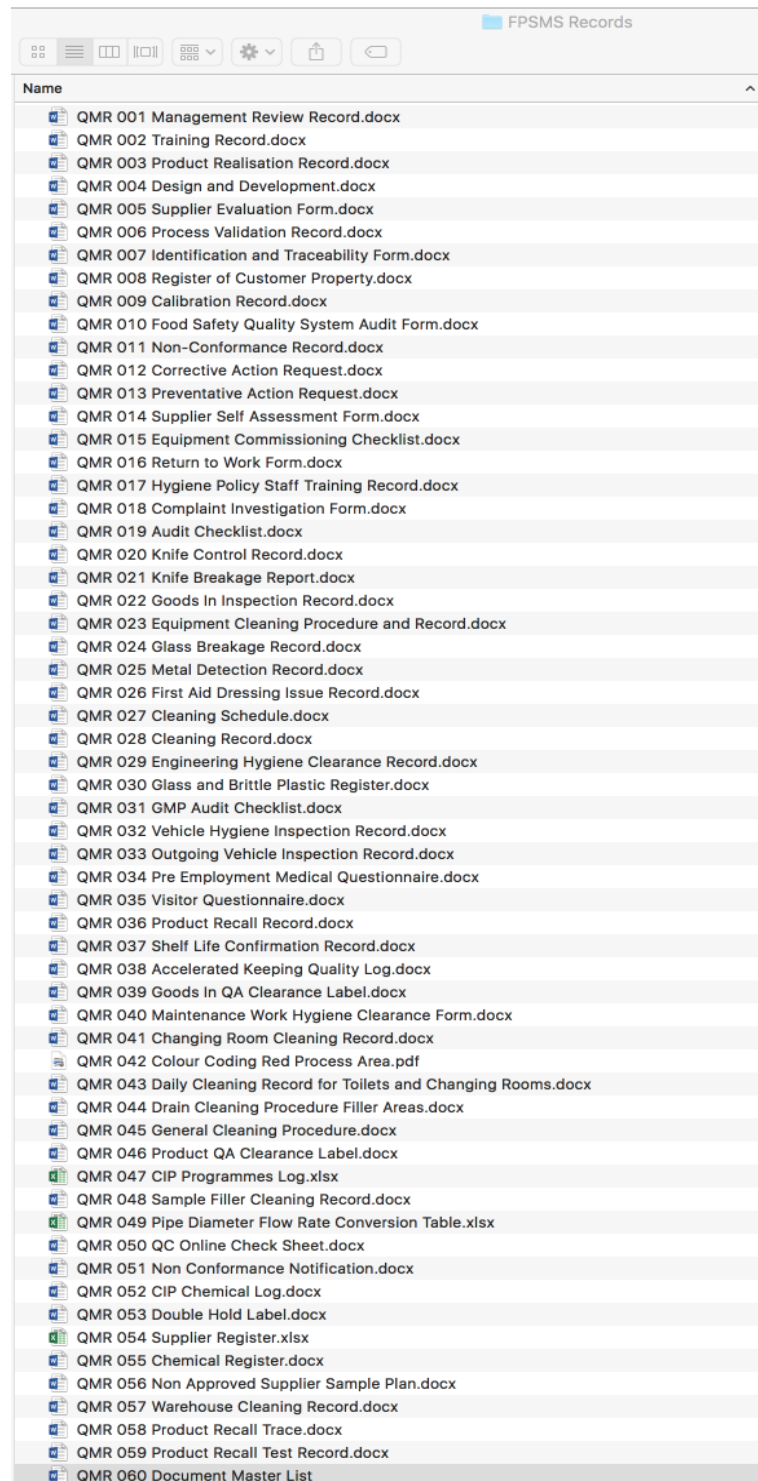 FPSMS Records
Name
QMR 001 Management Review Record.docx
QMR 002 Training Record.docx
QMR 003 Product Realisation Record.docx
QMR 004 Design and Development.docx
QMR 005 Supplier Evaluation Form.docx
QMR 006 Process Validation Record.docx
QMR 007 Identification and Traceability Form.docx
QMR 008 Register of Customer Property.docx
QMR 009 Calibration Record.docx
QMR 010 Food Safety Quality System Audit Form.docx
QMR 011 Non-Conformance Record.docx
QMR 012 Corrective Action Request.docx
QMR 013 Preventative Action Request.docx
QMR 014 Supplier Self Assessment Form.docx
QMR 015 Equipment Commissioning Checklist.docx
QMR 016 Return to Work Form.docx
QMR 017 Hygiene Policy Staff Training Record.docx
QMR 018 Complaint Investigation Form.docx
QMR 019 Audit Checklist.docx
QMR 020 Knife Control Record.docx
QMR 021 Knife Breakage Report.docx
QMR 022 Goods In Inspection Record.docx
QMR 023 Equipment Cleaning Procedure and Record.docx
QMR 024 Glass Breakage Record.docx
QMR 025 Metal Detection Record.docx
QMR 026 First Aid Dressing Issue Record.docx
QMR 027 Cleaning Schedule.docx
QMR 028 Cleaning Record.docx
QMR 029 Engineering Hygiene Clearance Record.docx
QMR 030 Glass and Brittle Plastic Register.docx
QMR 031 GMP Audit Checklist.docx
QMR 032 Vehicle Hygiene Inspection Record.docx
QMR 033 Outgoing Vehicle Inspection Record.docx
QMR 034 Pre Employment Medical Questionnaire.docx
QMR 035 Visitor Questionnaire.docx
QMR 036 Product Recall Record.docx
QMR 037 Shelf Life Confirmation Record.docx
QMR 038 Accelerated Keeping Quality Log.docx
QMR 039 Goods In QA Clearance Label.docx
QMR 040 Maintenance Work Hygiene Clearance Form.docx
QMR 041 Changing Room Cleaning Record.docx
QMR 042 Colour Coding Red Process Area.pdf
QMR 043 Daily Cleaning Record for Toilets and Changing Rooms.docx
QMR 044 Drain Cleaning Procedure Filler Areas.docx
QMR 045 General Cleaning Procedure.docx
QMR 046 Product QA Clearance Label.docx
QMR 047 CIP Programmes Log.xlsx
QMR 048 Sample Filler Cleaning Record.docx
QMR 049 Pipe Diameter Flow Rate Conversion Table.xlsx
QMR 050 QC Online Check Sheet.docx
QMR 051 Non Conformance Notification.docx
QMR 052 CIP Chemical Log.docx
QMR 053 Double Hold Label.docx
QMR 054 Supplier Register.xlsx
QMR 055 Chemical Register.docx
QMR 056 Non Approved Supplier Sample Plan.docx
QMR 057 Warehouse Cleaning Record.docx
QMR 058 Product Recall Trace.docx
QMR 059 Product Recall Test Record.docx
QMR 060 Document Master List